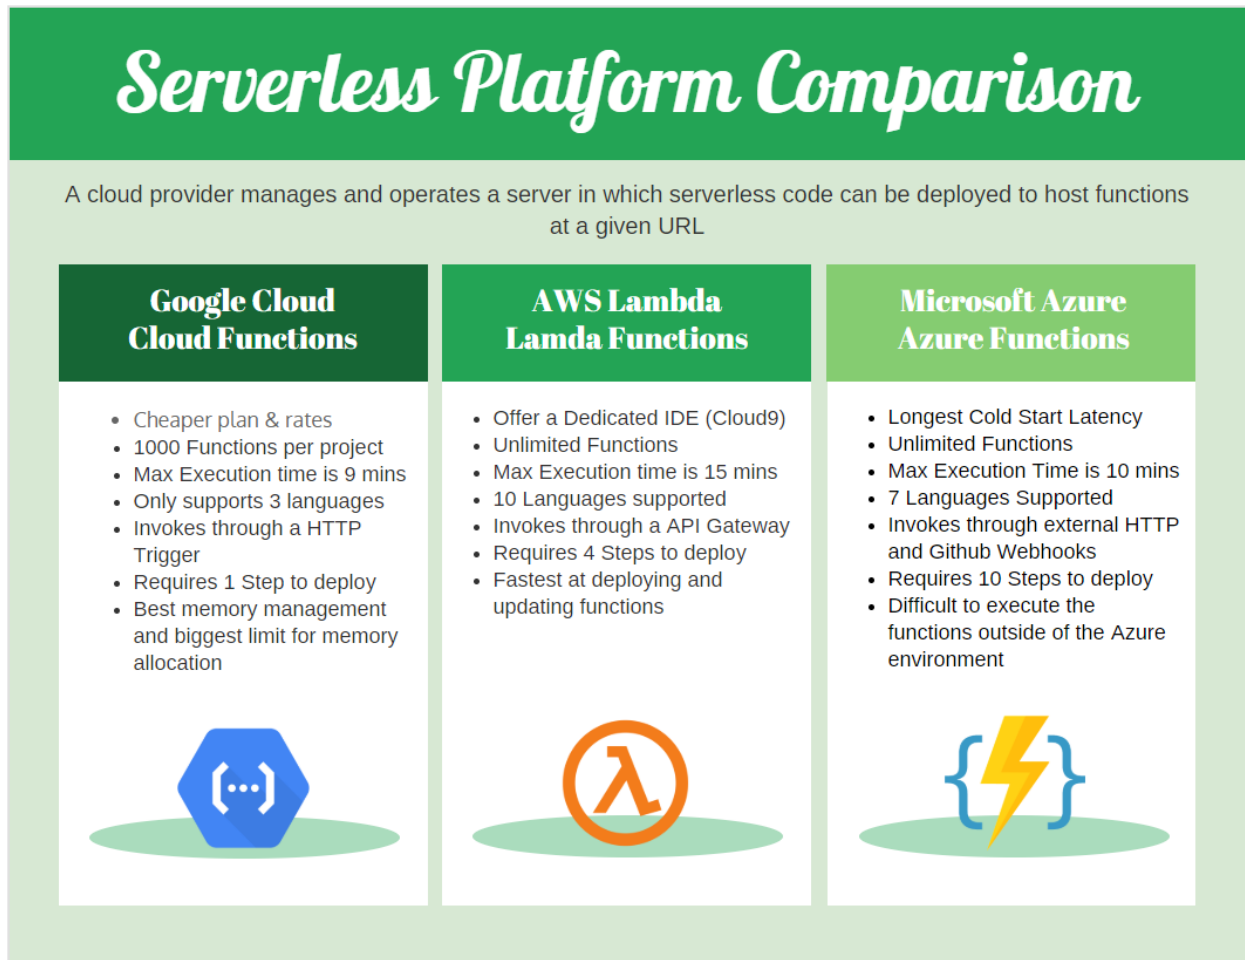 Serverless Platform Comparison
A cloud provider manages and operates a server in which serverless code can be deployed to host functions
at a given URL
Google Cloud
Cloud Functions
• Cheaper plan & rates
• 1000 Functions per project
• Max Execution time is 9 mins
• Only supports 3 languages
• Invokes through a HTTP
Trigger
• Requires 1 Step to deploy
• Best memory management
and biggest limit for memory
allocation
AWS Lambda
Lamda Functions
• Offer a Dedicated IDE (Cloud9)
• Unlimited Functions
• Max Execution time is 15 mins
• 10 Languages supported
• Invokes through a API Gateway
• Requires 4 Steps to deploy
• Fastest at deploying and
updating functions
Microsoft Azure
Azure Functions
• Longest Cold Start Latency
• Unlimited Functions
• Max Execution Time is 10 mins
• 7 Languages Supported
• Invokes through external HTTP
and Github Webhooks
• Requires 10 Steps to deploy
• Difficult to execute the
functions outside of the Azure
environment